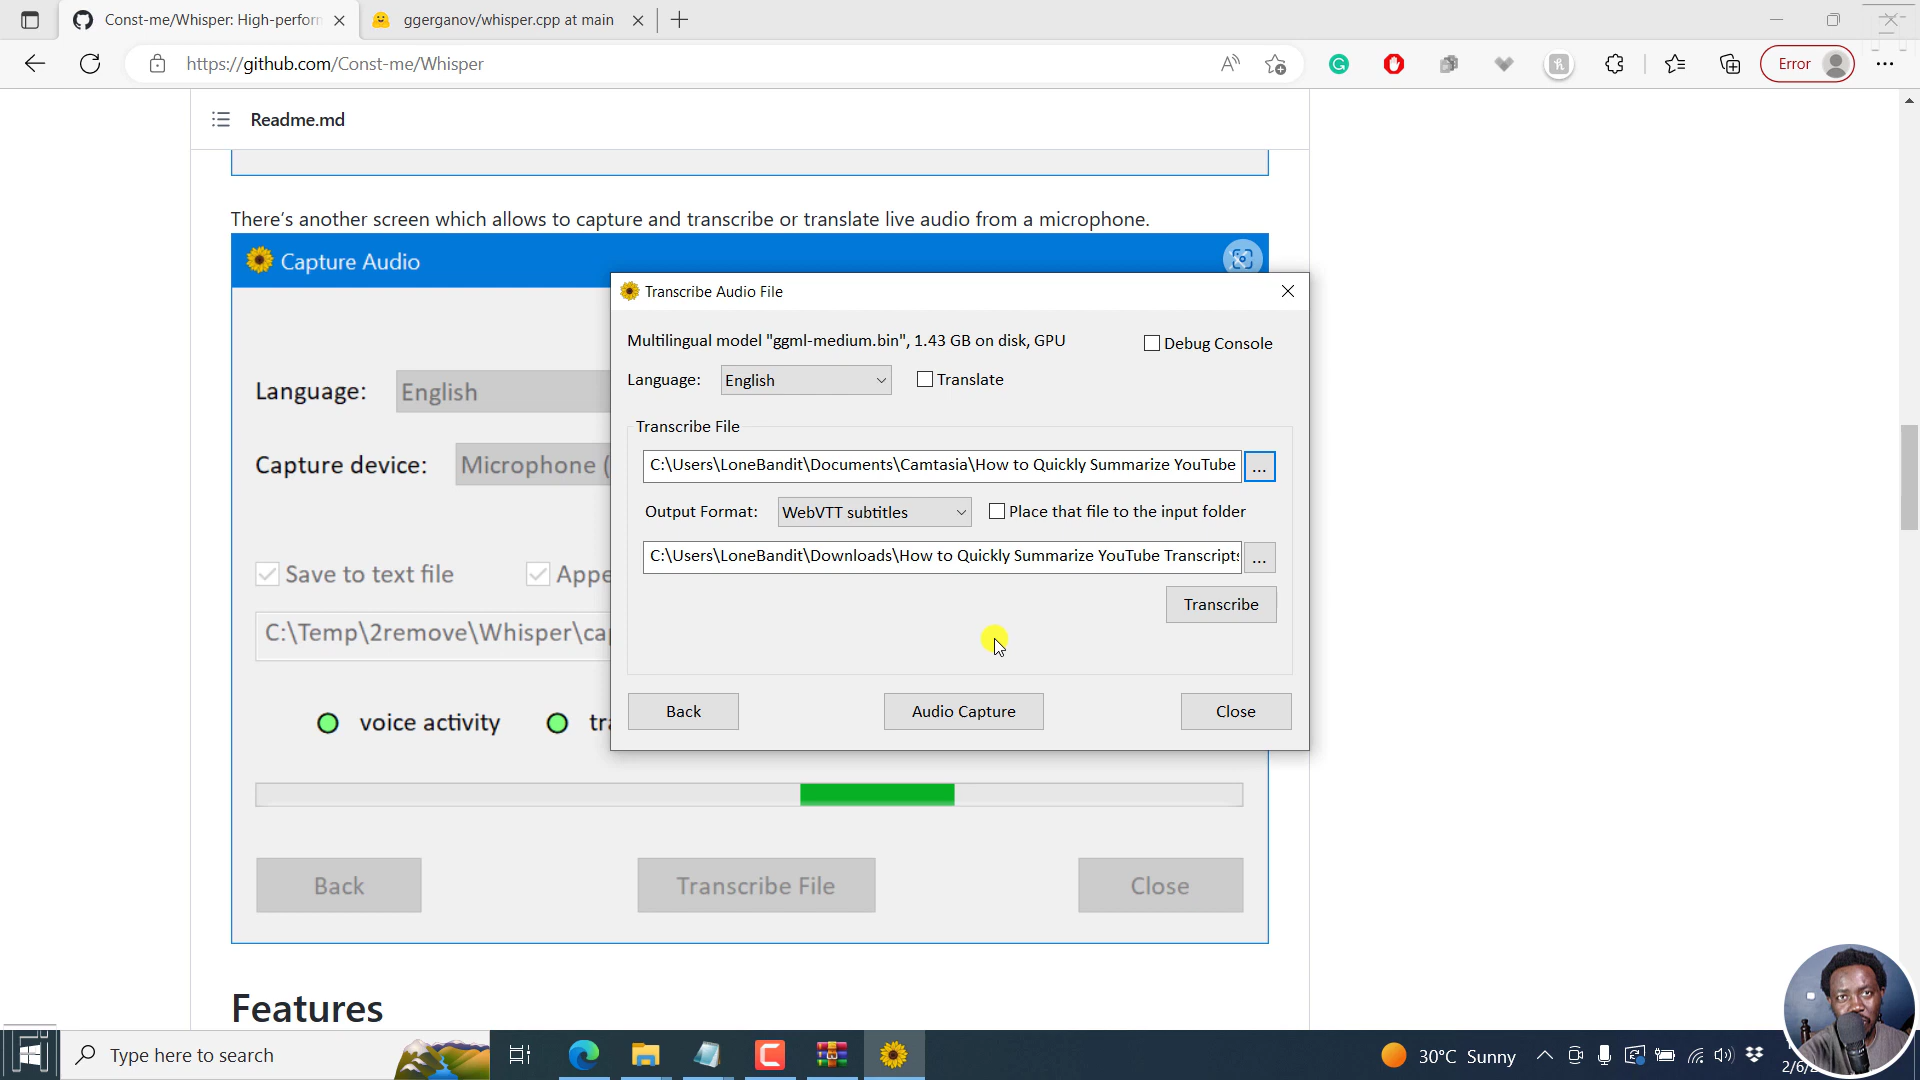 Const-me/Whisper: High-perforn
ggerganov/whisper.cpp at main
https://github.com/Const-me/Whisper
Error
Readme.md
There's another screen which allows to capture and transcribe or translate live audio from a microphone.
Capture Audio
Language: English
Capture device: Microphone (
Save to text file
Appe
C:\Temp\2remove\Whisper\ca
voice activity
tra
Back
Transcribe File
Close
Transcribe Audio File
Multilingual model "ggml-medium.bin", 1.43 GB on disk, GPU
Debug Console
Language: English
Translate
Transcribe File
C:\Users\LoneBandit\Documents\Camtasia\How to Quickly Summarize YouTube
...
Output Format: WebVTT subtitles
Place that file to the input folder
C:\Users\LoneBandit\Downloads\How to Quickly Summarize YouTube Transcripts
...
Transcribe
Back
Audio Capture
Close
Features
Type here to search
30°C Sunny
2/6/2